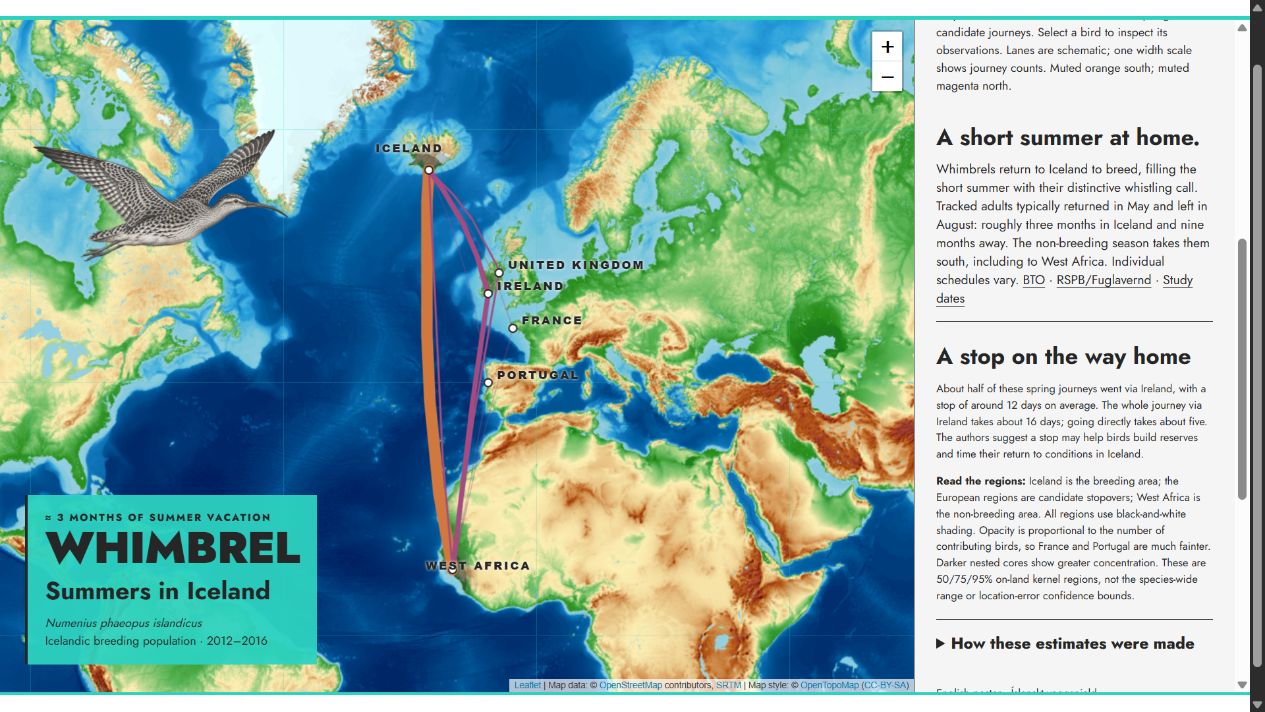 +
−
ICELAND
UNITED KINGDOM
IRELAND
FRANCE
PORTUGAL
WEST AFRICA
≈ 3 MONTHS OF SUMMER VACATION
WHIMBREL
Summers in Iceland
Numenius phaeopus islandicus
Icelandic breeding population · 2012–2016
Leaflet | Map data: © OpenStreetMap contributors, SRTM | Map style: © OpenTopoMap (CC-BY-SA)
candidate journeys. Select a bird to inspect its
observations. Lanes are schematic; one width scale
shows journey counts. Muted orange south; muted
magenta north.
A short summer at home.
Whimbrels return to Iceland to breed, filling the
short summer with their distinctive whistling call.
Tracked adults typically returned in May and left in
August: roughly three months in Iceland and nine
months away. The non-breeding season takes them
south, including to West Africa. Individual
schedules vary. BTO · RSPB/Fuglavernd · Study
dates
A stop on the way home
About half of these spring journeys went via Ireland, with a
stop of around 12 days on average. The whole journey via
Ireland takes about 16 days; going directly takes about five.
The authors suggest a stop may help birds build reserves
and time their return to conditions in Iceland.
Read the regions: Iceland is the breeding area; the
European regions are candidate stopovers; West Africa is
the non-breeding area. All regions use black-and-white
shading. Opacity is proportional to the number of
contributing birds, so France and Portugal are much fainter.
Darker nested cores show greater concentration. These are
50/75/95% on-land kernel regions, not the species-wide
range or location-error confidence bounds.
▶ How these estimates were made